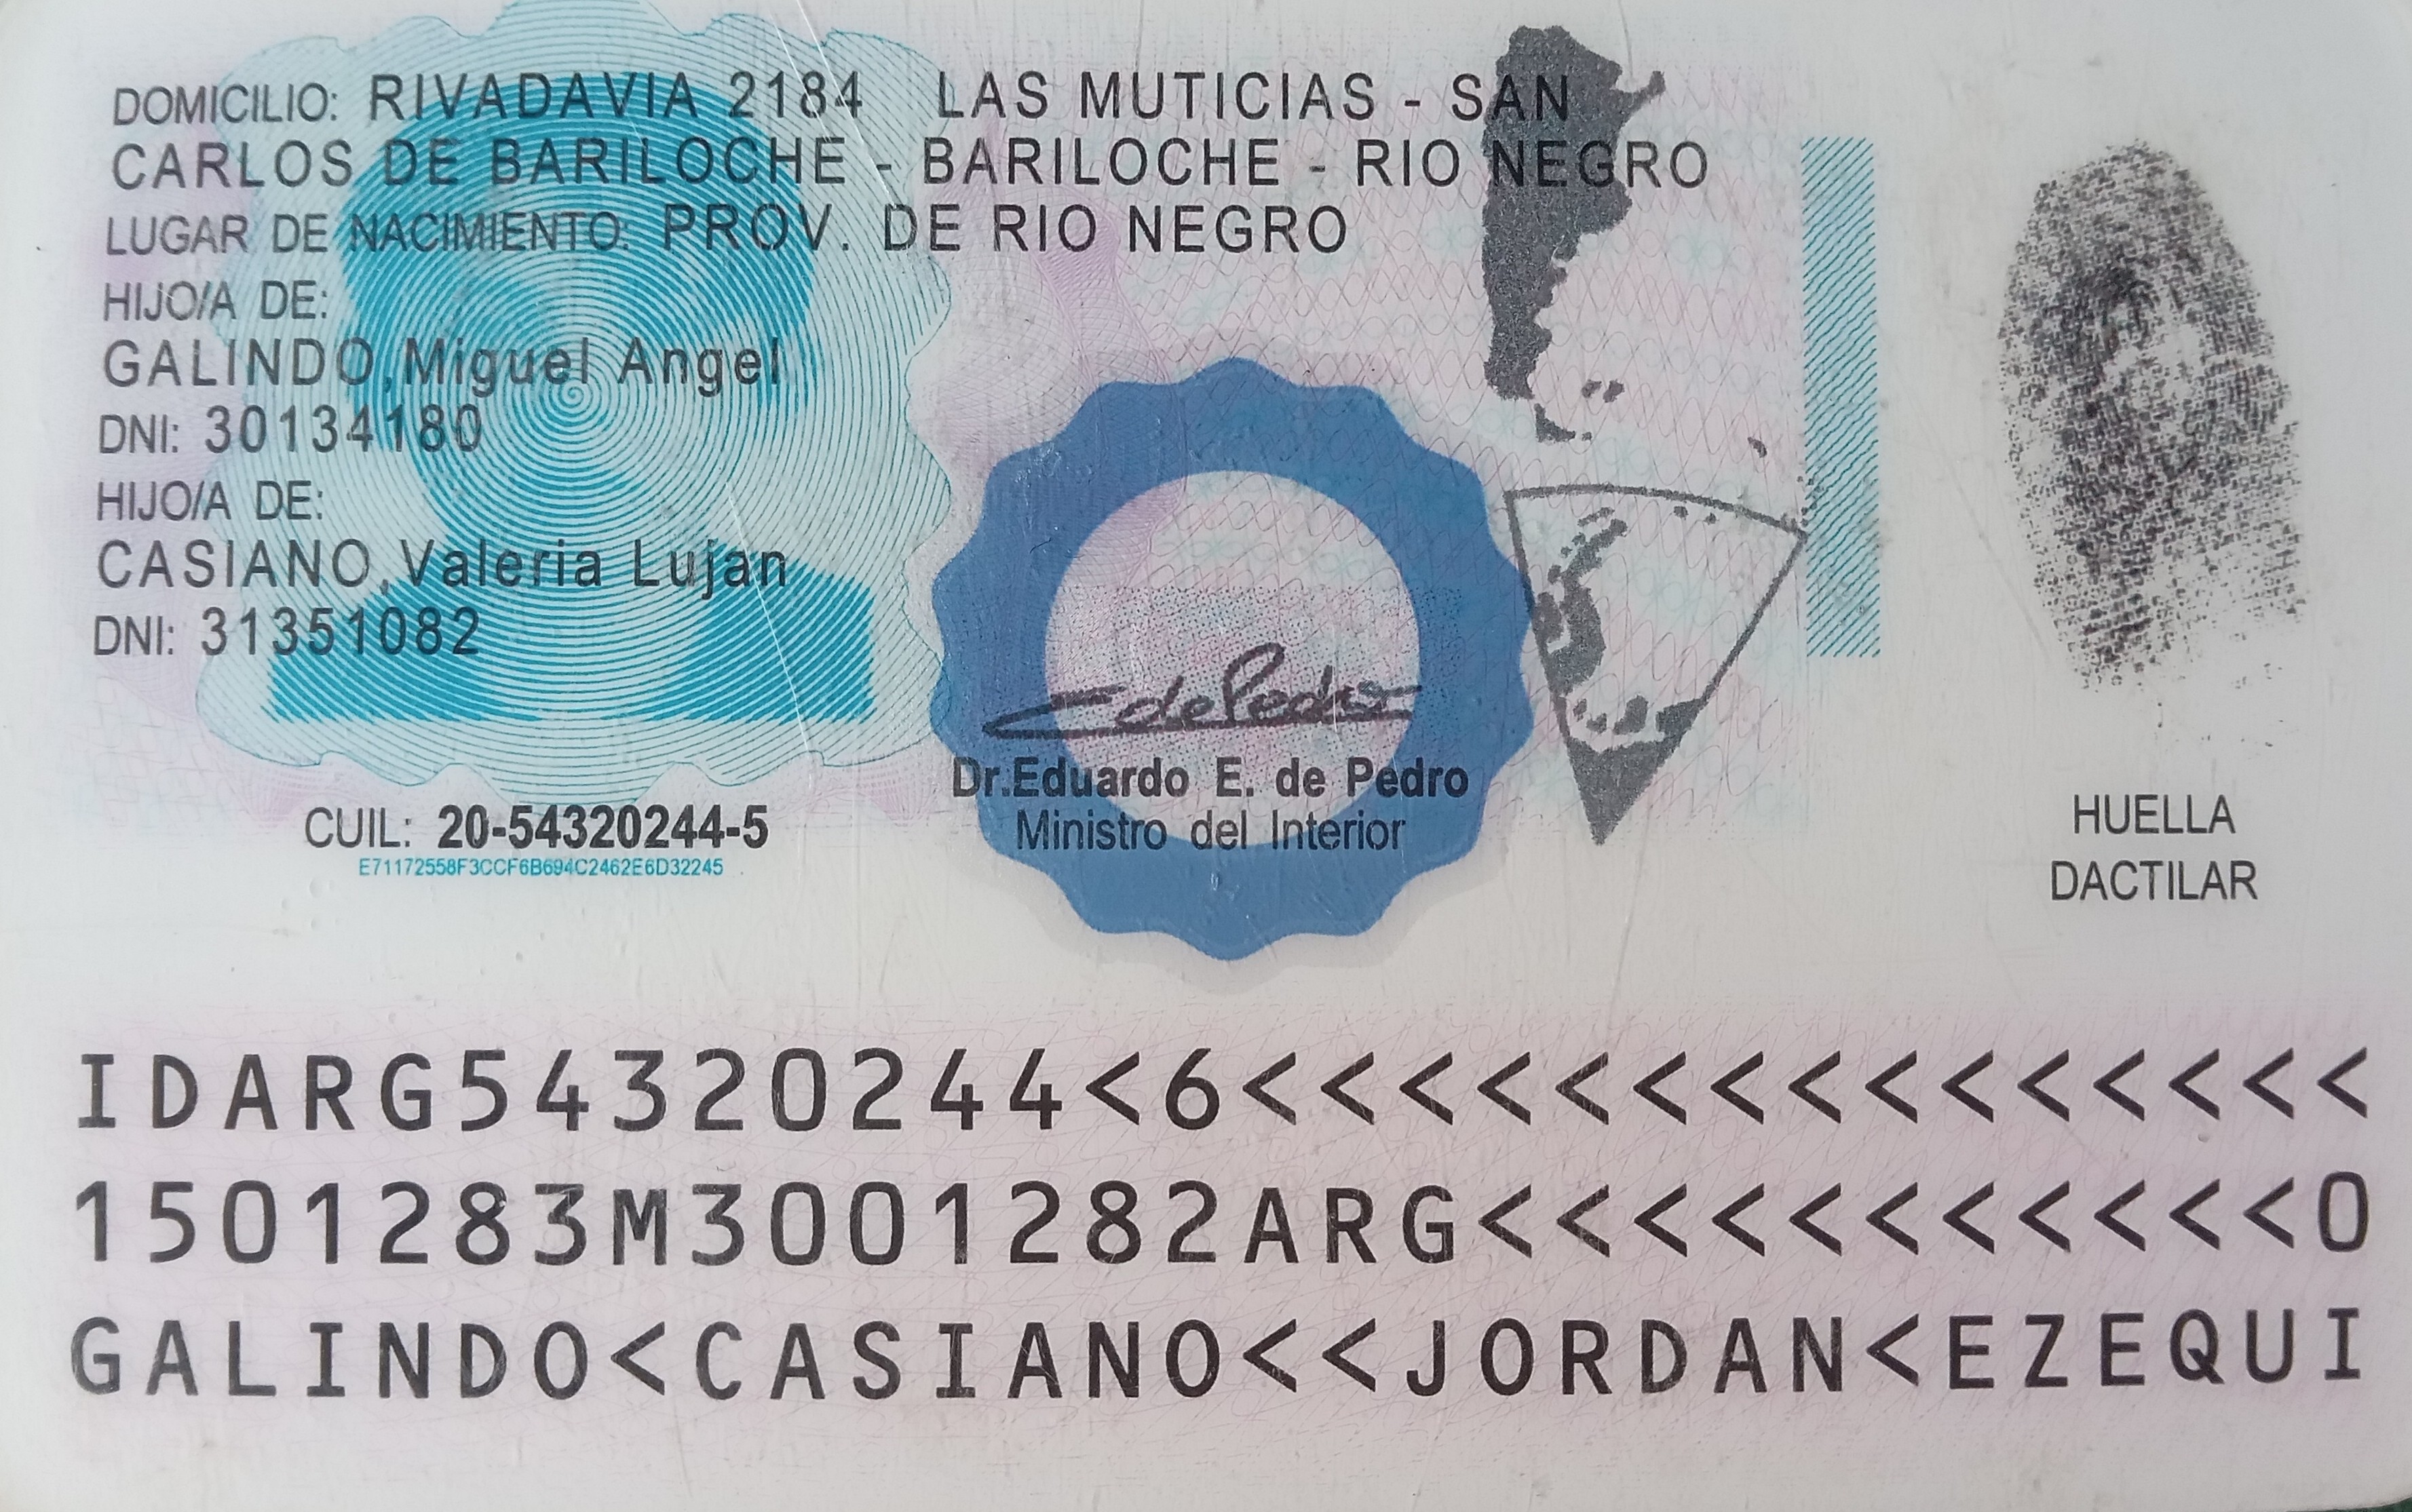 DOMICILIO: RIVADAVIA 2184 LAS MUTICIAS - SAN
CARLOS DE BARILOCHE - BARILOCHE - RIO NEGRO
LUGAR DE NACIMIENTO: PROV. DE RIO NEGRO
HIJO/A DE:
GALINDO,Miguel Angel
DNI: 30134180
HIJO/A DE:
CASIANO,Valeria Lujan
DNI: 31351082
CUIL: 20-54320244-5
E71172558F3CCF6B694C2462E6D32245
E de Pedro
Dr.Eduardo E. de Pedro
Ministro del Interior
HUELLA
DACTILAR
IDARG54320244<6<<<<<<<<<<<<<<<
1501283M3001282ARG<<<<<<<<<<<0
GALINDO<CASIANO<<JORDAN<EZEQUI